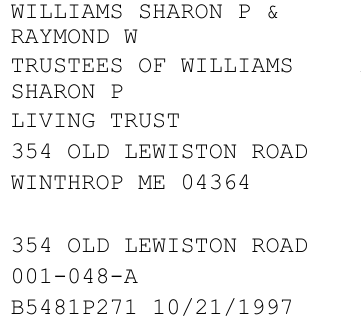 WILLIAMS SHARON P &
RAYMOND W
TRUSTEES OF WILLIAMS
SHARON P
LIVING TRUST
354 OLD LEWISTON ROAD
WINTHROP ME 04364
354 OLD LEWISTON ROAD
001-048-A
B5481P271 10/21/1997